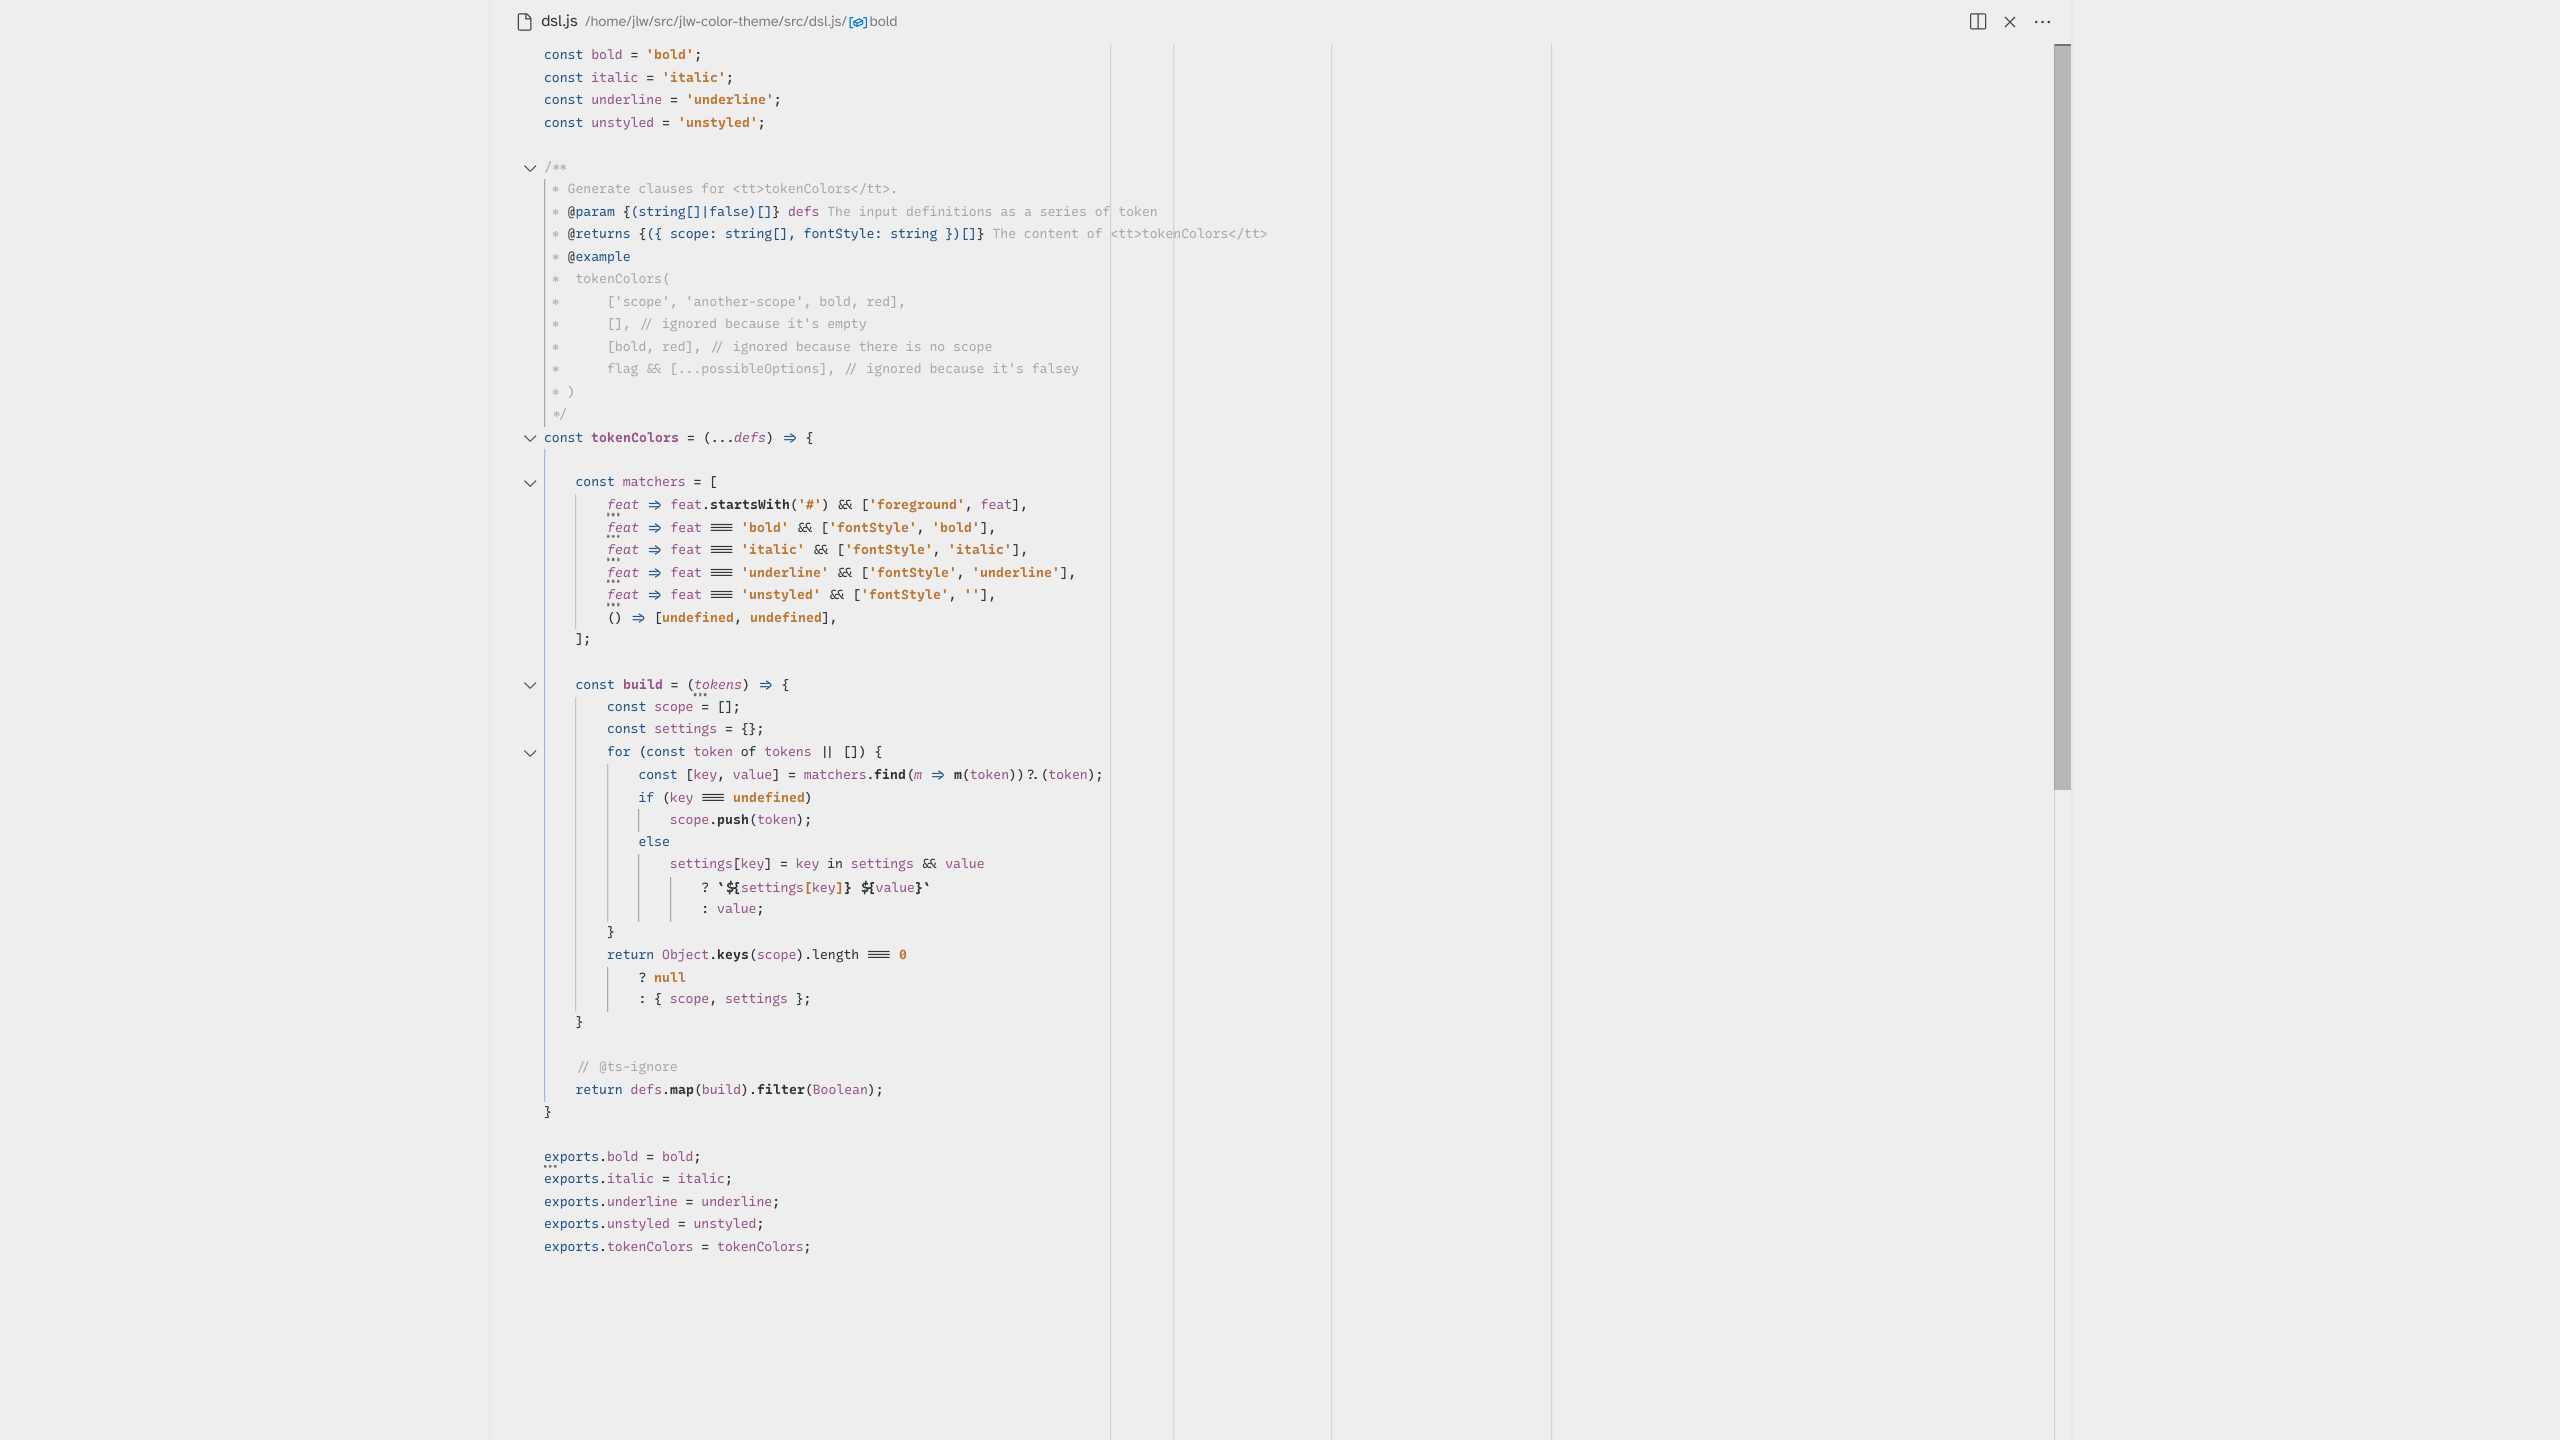 dsl.js /home/jlw/src/jlw-color-theme/src/dsl.js/bold
const bold = 'bold';
const italic = 'italic';
const underline = 'underline';
const unstyled = 'unstyled';
/**
 * Generate clauses for <tt>tokenColors</tt>.
 * @param {(string[]|false)[]} defs The input definitions as a series of token
 * @returns {({ scope: string[], fontStyle: string })[]} The content of <tt>tokenColors</tt>
 * @example
 *  tokenColors(
 *      ['scope', 'another-scope', bold, red],
 *      [], // ignored because it's empty
 *      [bold, red], // ignored because there is no scope
 *      flag && [...possibleOptions], // ignored because it's falsey
 * )
 */
const tokenColors = (...defs) => {
    const matchers = [
        feat => feat.startsWith('#') && ['foreground', feat],
        feat => feat === 'bold' && ['fontStyle', 'bold'],
        feat => feat === 'italic' && ['fontStyle', 'italic'],
        feat => feat === 'underline' && ['fontStyle', 'underline'],
        feat => feat === 'unstyled' && ['fontStyle', ''],
        () => [undefined, undefined],
    ];
    const build = (tokens) => {
        const scope = [];
        const settings = {};
        for (const token of tokens || []) {
            const [key, value] = matchers.find(m => m(token))?.(token);
            if (key === undefined)
                scope.push(token);
            else
                settings[key] = key in settings && value
                    ? `${settings[key]} ${value}`
                    : value;
        }
        return Object.keys(scope).length === 0
            ? null
            : { scope, settings };
    }
    // @ts-ignore
    return defs.map(build).filter(Boolean);
}
exports.bold = bold;
exports.italic = italic;
exports.underline = underline;
exports.unstyled = unstyled;
exports.tokenColors = tokenColors;